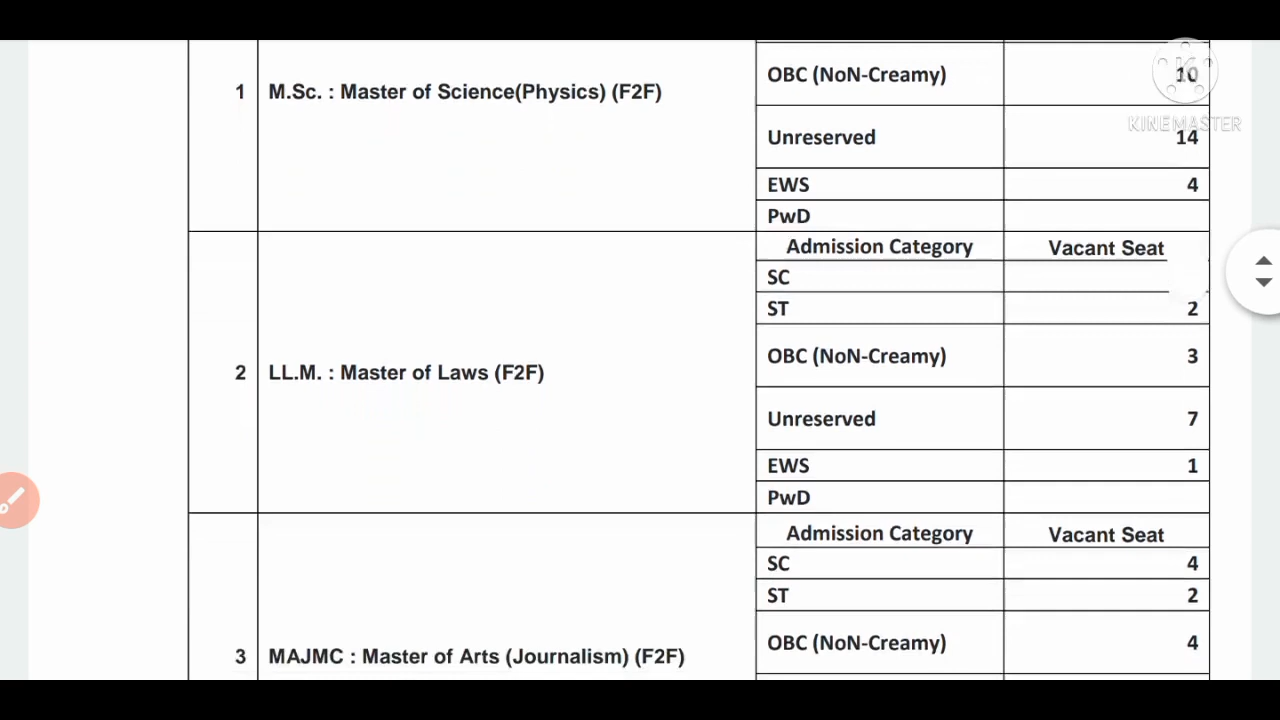 OBC (NoN-Creamy) 10
1 M.Sc. : Master of Science(Physics) (F2F)
KINEMASTER
Unreserved 14
EWS 4
PwD
Admission Category Vacant Seat
SC
ST 2
OBC (NoN-Creamy) 3
2 LL.M. : Master of Laws (F2F)
Unreserved 7
EWS 1
PwD
Admission Category Vacant Seat
SC 4
ST 2
OBC (NoN-Creamy) 4
3 MAJMC : Master of Arts (Journalism) (F2F)